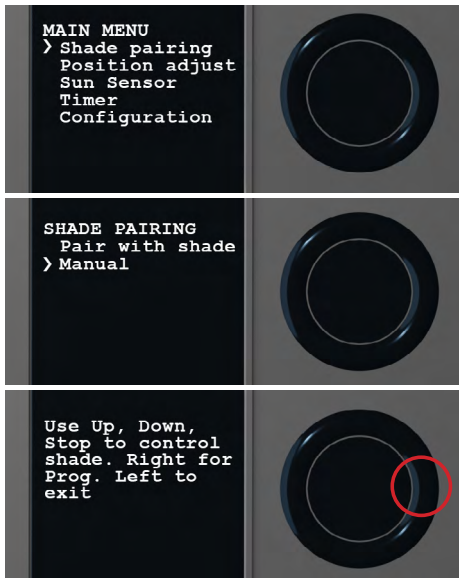 MAIN MENU
❯ Shade pairing
Position adjust
Sun Sensor
Timer
Configuration
SHADE PAIRING
Pair with shade
❯ Manual
Use Up, Down,
Stop to control
shade. Right for
Prog. Left to
exit